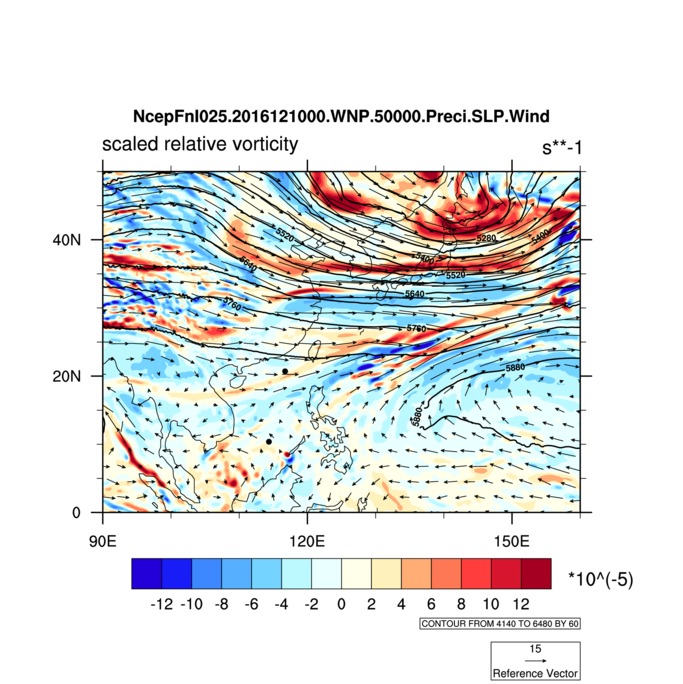 NcepFnl025.2016121000.WNP.50000.Preci.SLP.Wind
scaled relative vorticity s**-1
40N
20N
0
5520
5640
5760
5400
5280
5400
5520
5640
5760
5880
5880
90E 120E 150E
-12 -10 -8 -6 -4 -2 0 2 4 6 8 10 12 *10^(-5)
CONTOUR FROM 4140 TO 6480 BY 60
15
Reference Vector